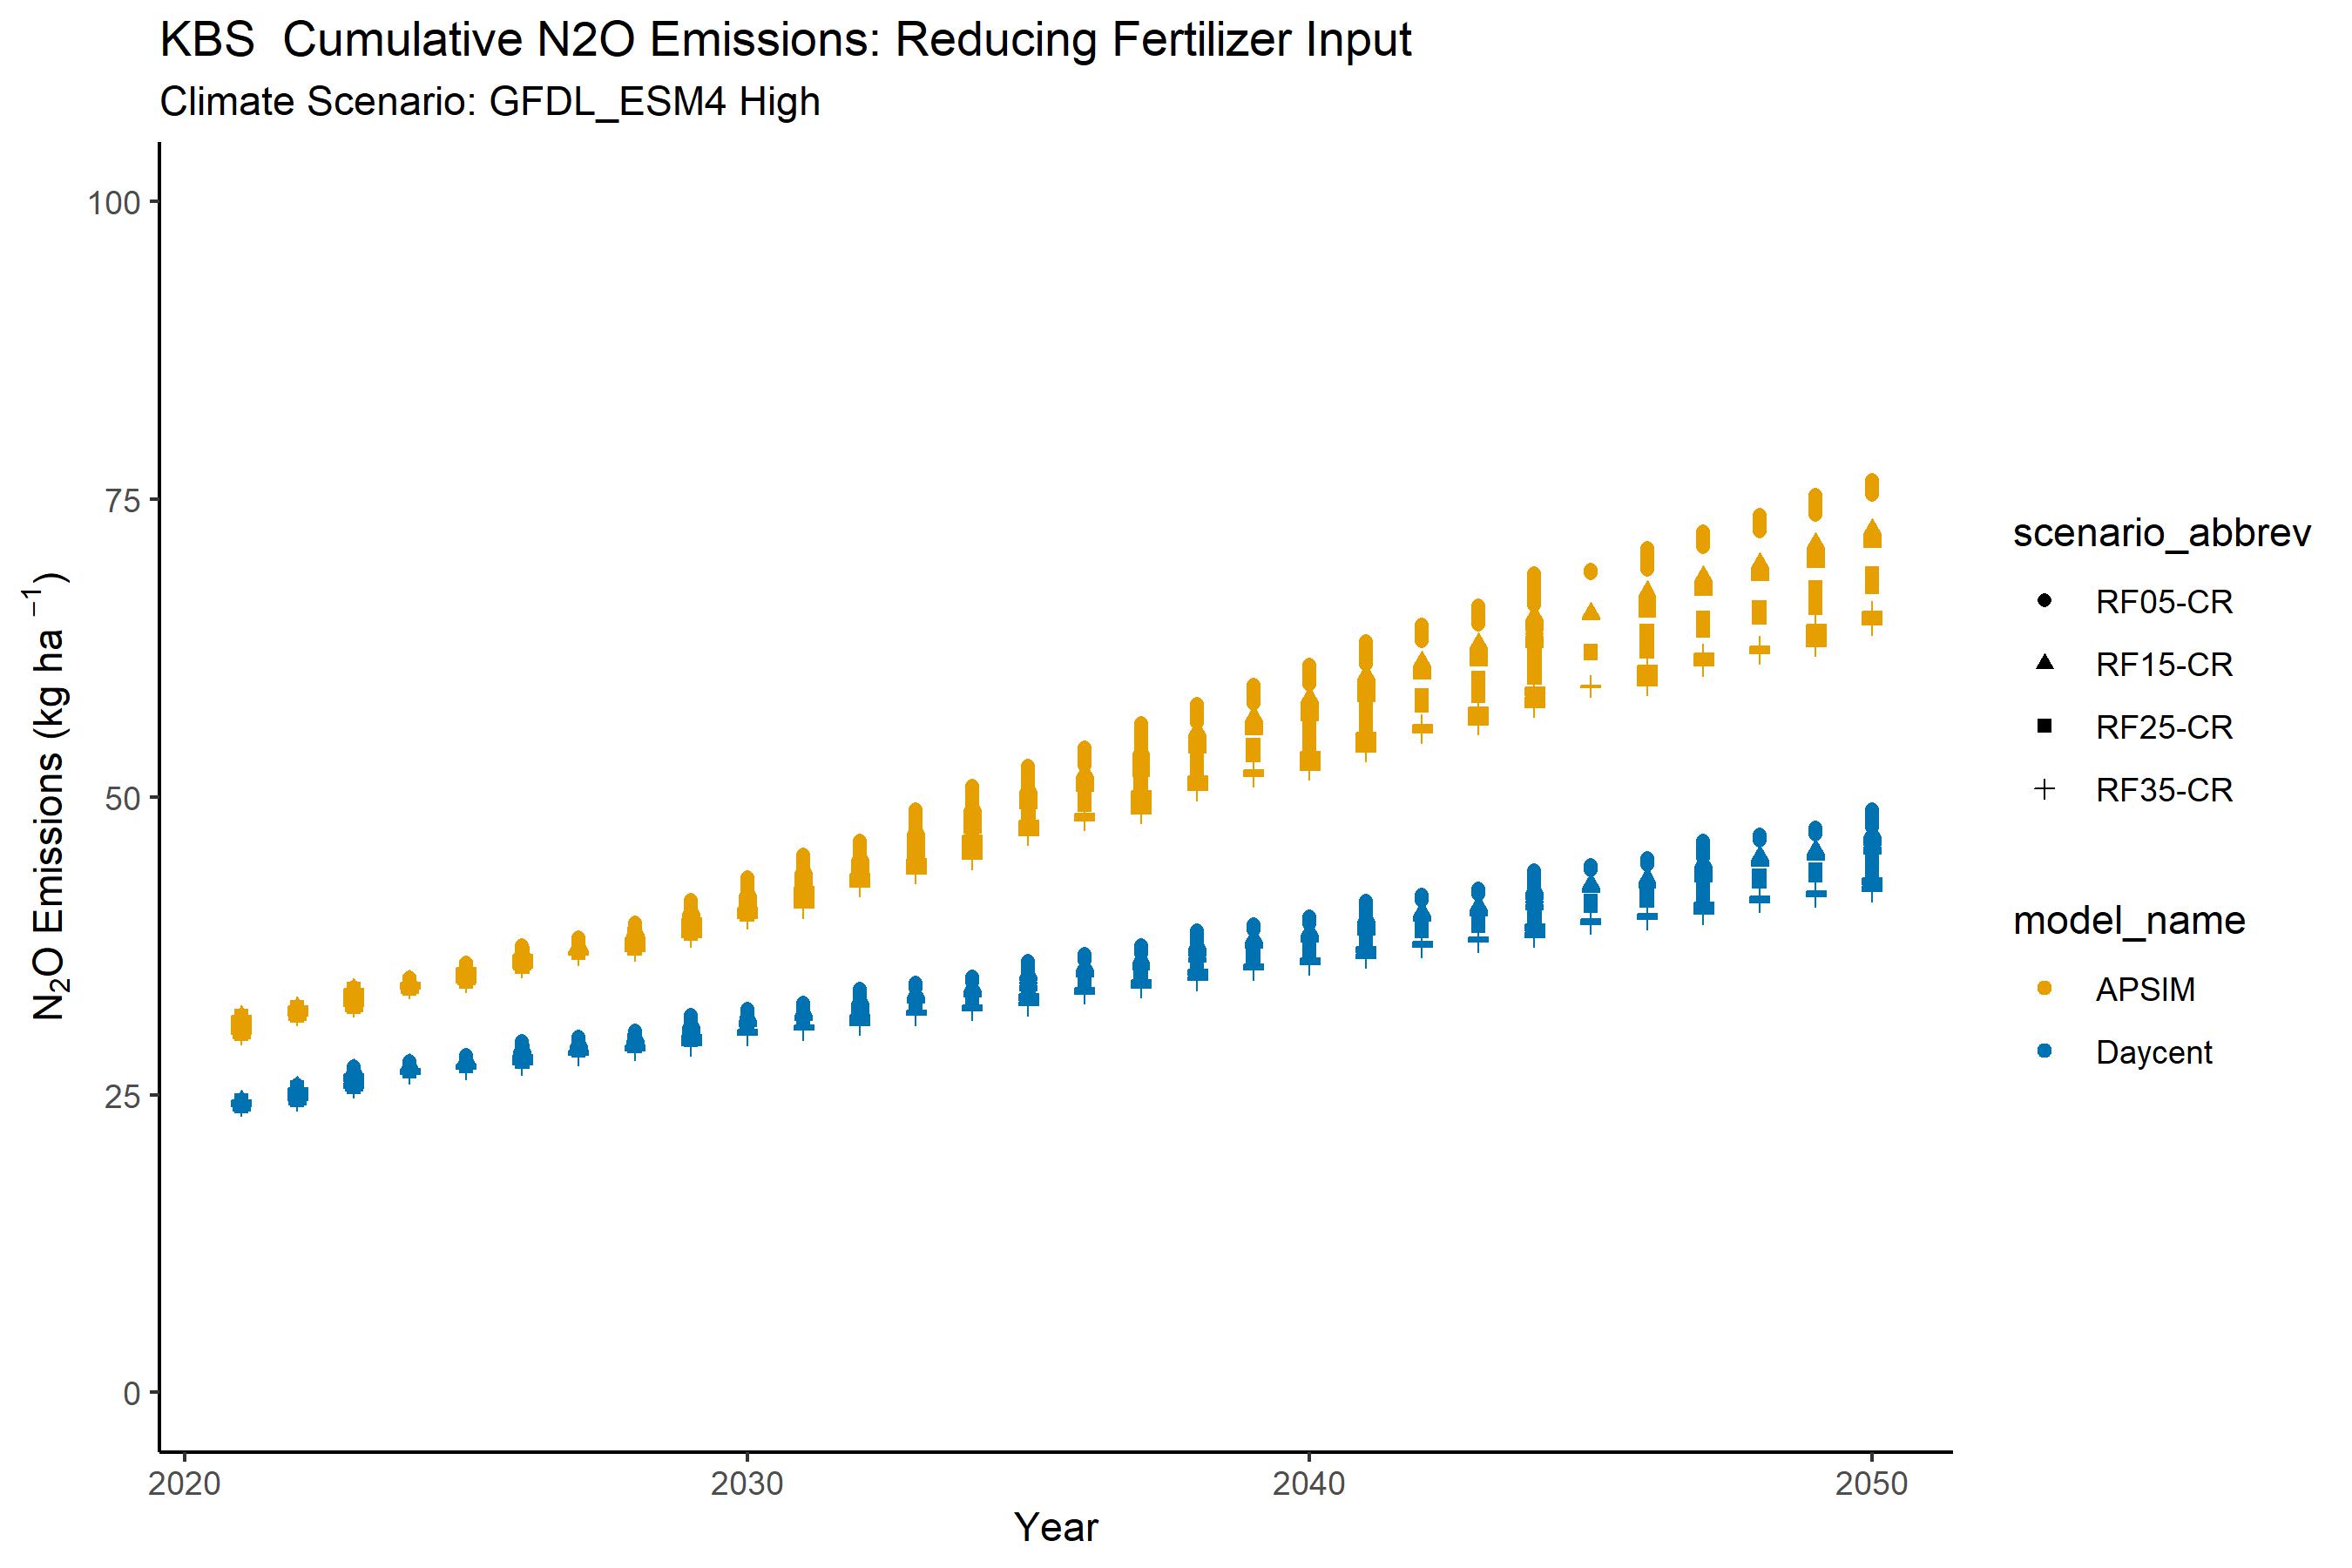 KBS  Cumulative N2O Emissions: Reducing Fertilizer Input
Climate Scenario: GFDL_ESM4 High
N₂O Emissions (kg ha ⁻¹)
100
75
50
25
0
2020
2030
2040
2050
Year
scenario_abbrev
RF05-CR
RF15-CR
RF25-CR
RF35-CR
model_name
APSIM
Daycent